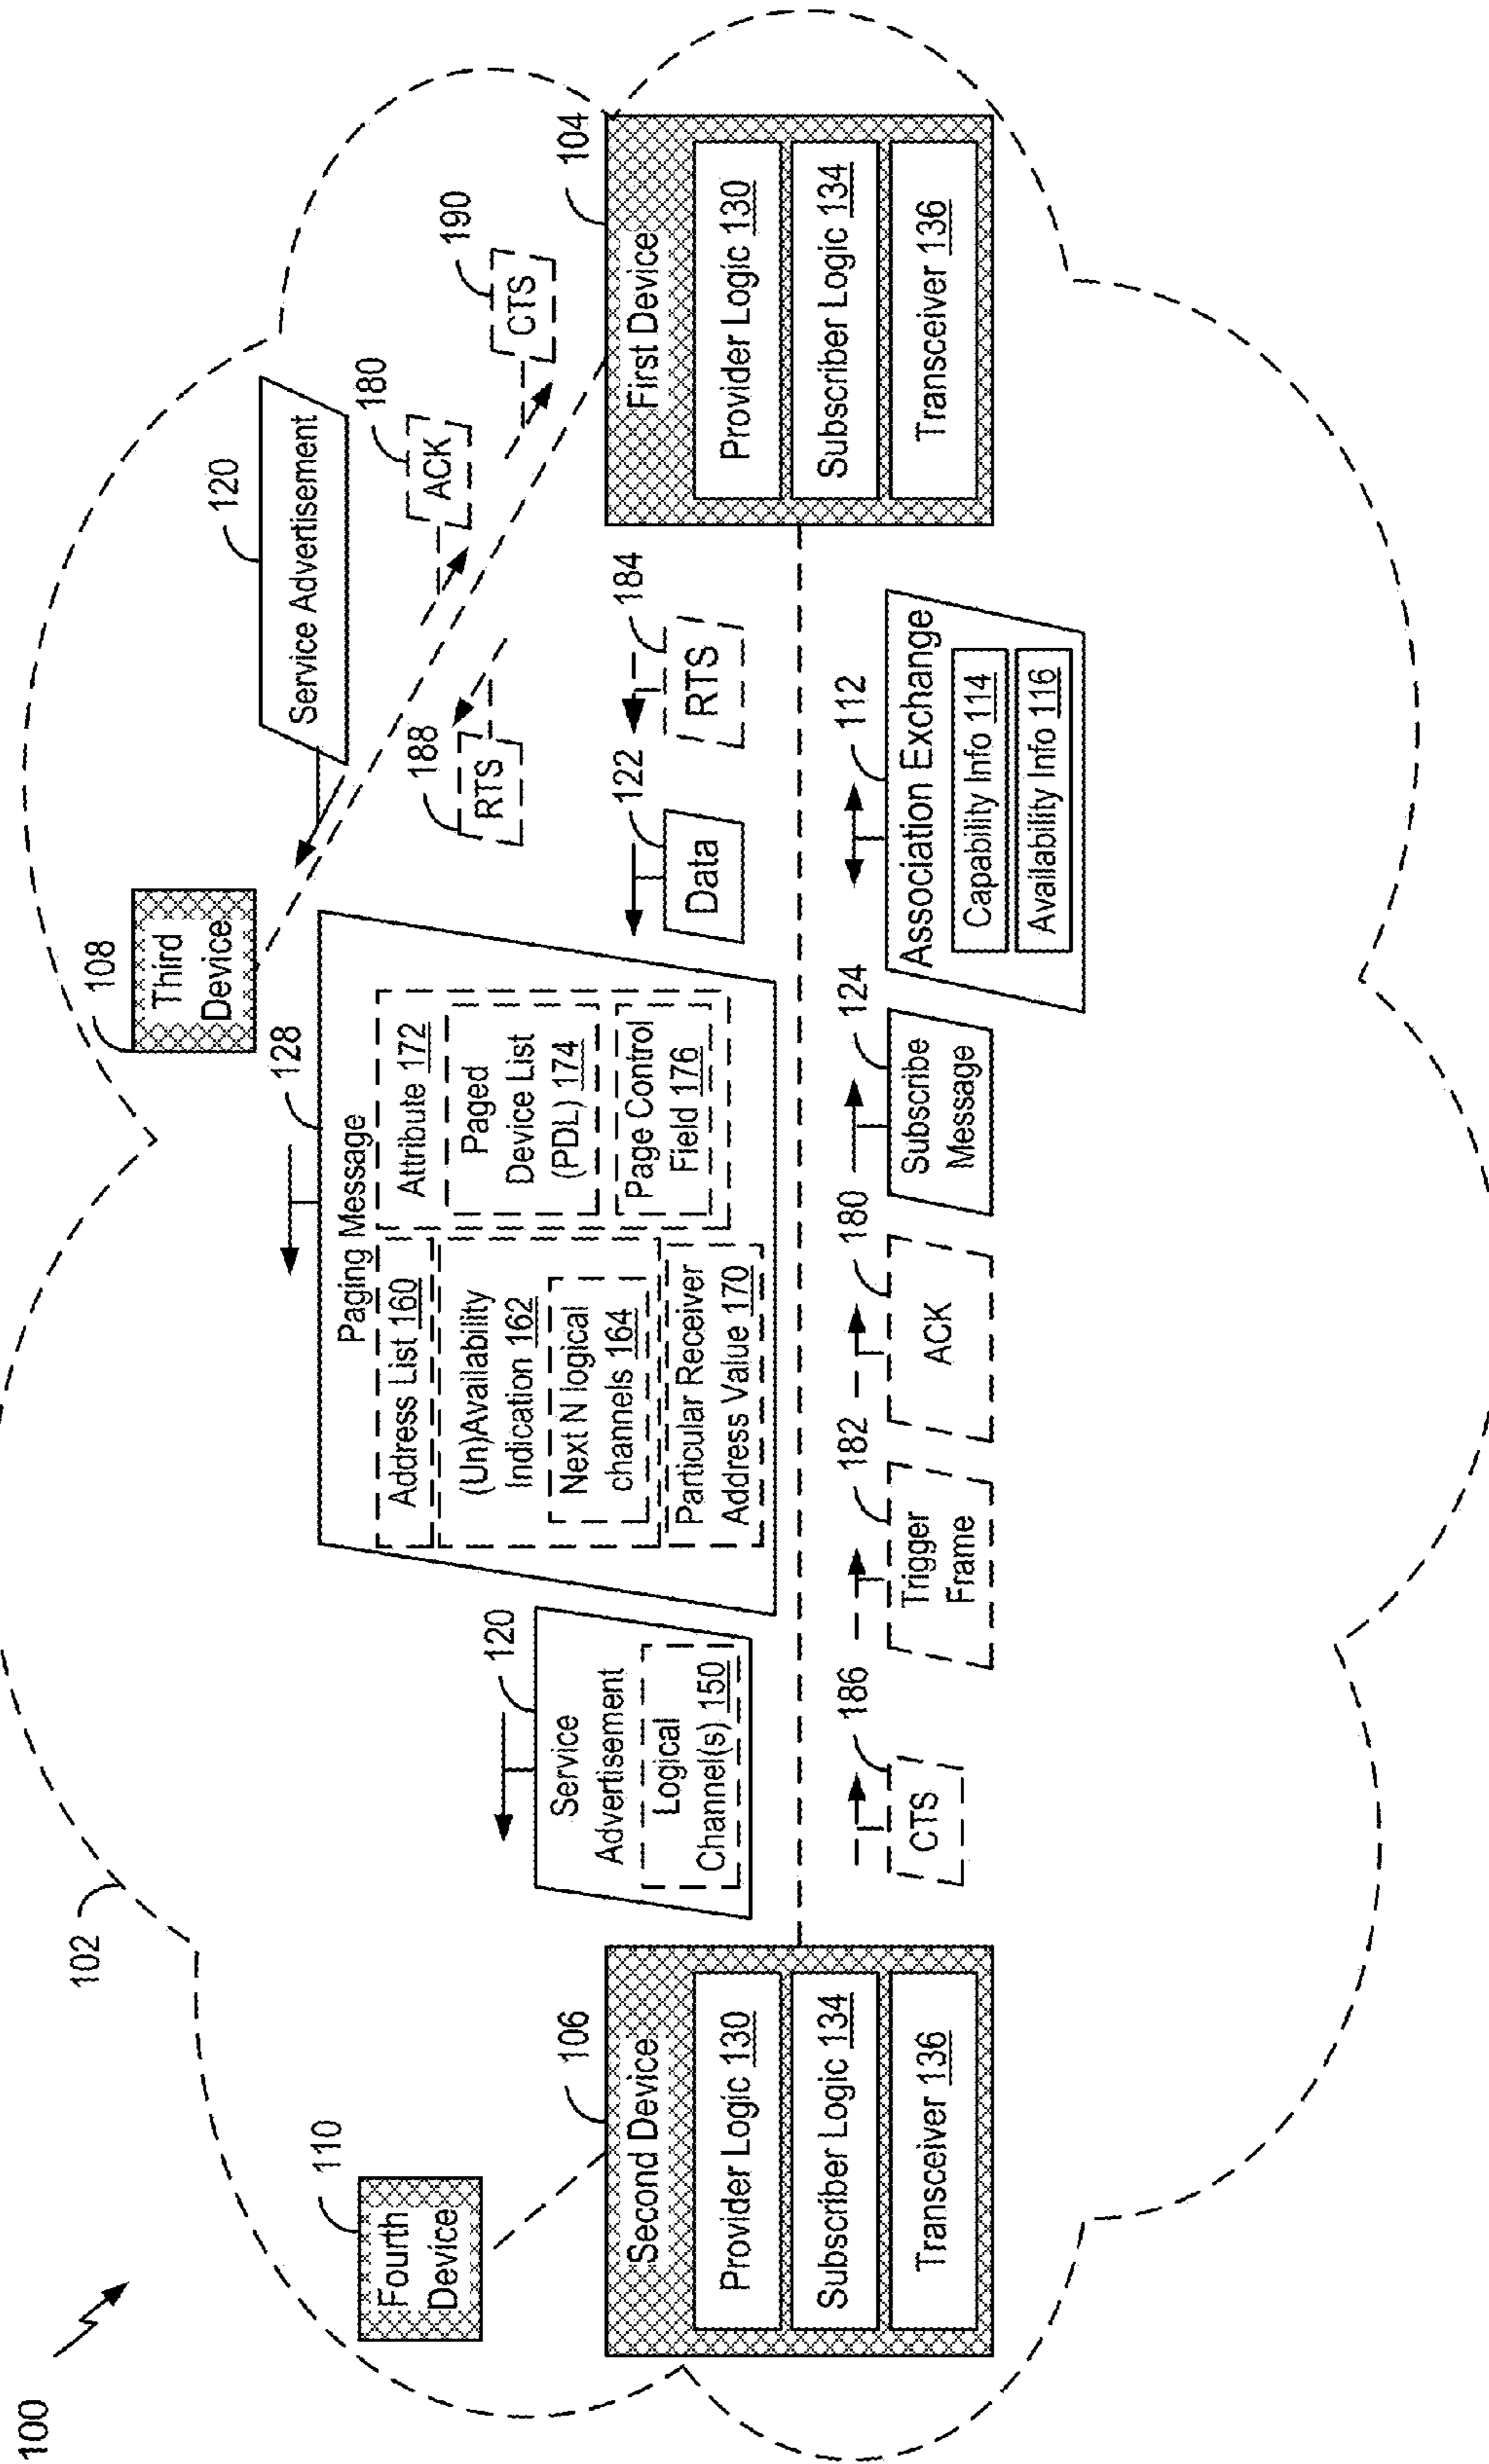 100
102
110
Fourth
Device
106
Second Device
Provider Logic 130
Subscriber Logic 134
Transceiver 136
120
Service
Advertisement
Logical
Channel(s) 150
128
Paging Message
Address List 160
(Un)Availability
Indication 162
Next N logical
channels 164
Particular Receiver
Address Value 170
Attribute 172
Paged
Device List
(PDL) 174
Page Control
Field 176
108
Third
Device
120
Service Advertisement
188
RTS
180
ACK
190
CTS
122
Data
184
RTS
104
First Device
Provider Logic 130
Subscriber Logic 134
Transceiver 136
186
CTS
182
Trigger
Frame
180
ACK
124
Subscribe
Message
112
Association Exchange
Capability Info 114
Availability Info 116